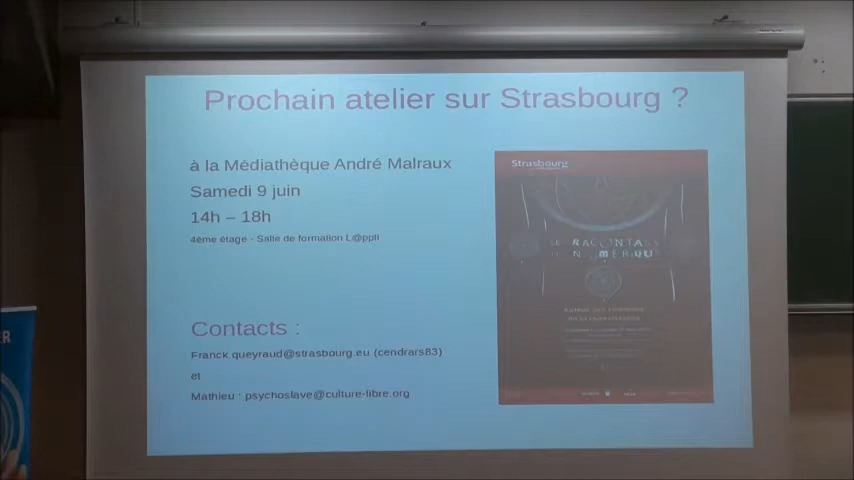 Prochain atelier sur Strasbourg ?
à la Médiathèque André Malraux
Samedi 9 juin
14h – 18h
4ème étage - Salle de formation L@ppli
Contacts :
Franck.queyraud@strasbourg.eu (cendrars83)
et
Mathieu : psychoslave@culture-libre.org
Strasbourg